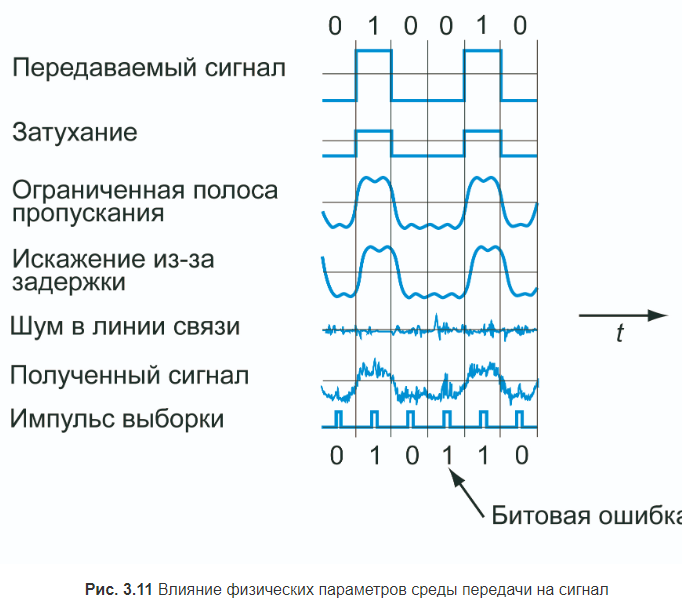 0 1 0 0 1 0
Передаваемый сигнал
Затухание
Ограниченная полоса
пропускания
Искажение из-за
задержки
Шум в линии связи
t
Полученный сигнал
Импульс выборки
0 1 0 1 1 0
Битовая ошибка
Рис. 3.11 Влияние физических параметров среды передачи на сигнал